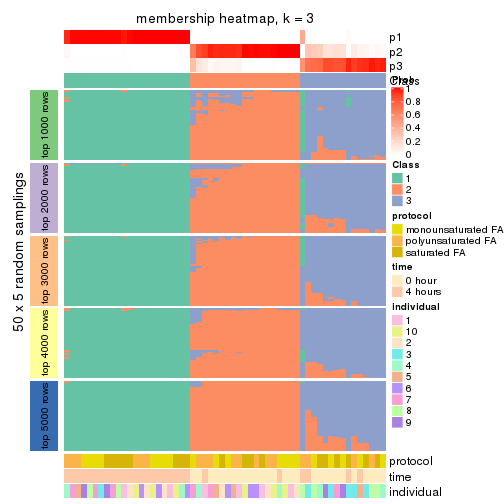 membership heatmap, k = 3
p1
p2
p3
Prob
Class
1
0.8
0.6
0.4
0.2
0
Class
1
2
3
protocol
monounsaturated FA
polyunsaturated FA
saturated FA
time
0 hour
4 hours
individual
1
10
2
3
4
5
6
7
8
9
50 x 5 random samplings
top 1000 rows
top 2000 rows
top 3000 rows
top 4000 rows
top 5000 rows
protocol
time
individual